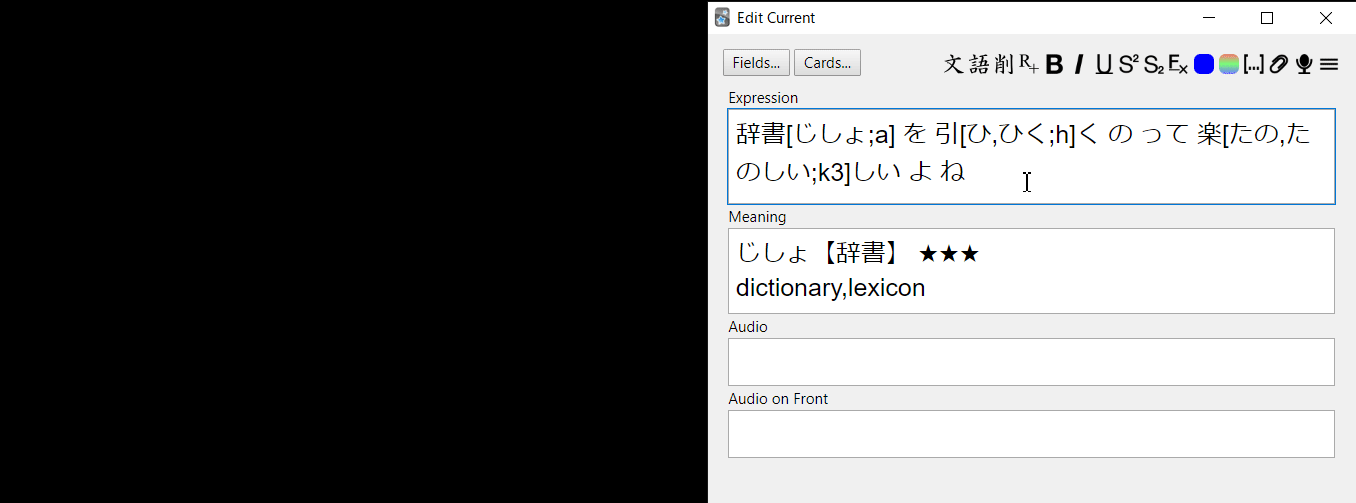 Edit Current
Fields... Cards... 文 語 削 R+ B I U S² S₂ Ex [...]
Expression
辞書[じしょ;a] を 引[ひ,ひく;h]く の って 楽[たの,た
のしい;k3]しい よ ね
Meaning
じしょ【辞書】 ★★★
dictionary,lexicon
Audio
Audio on Front